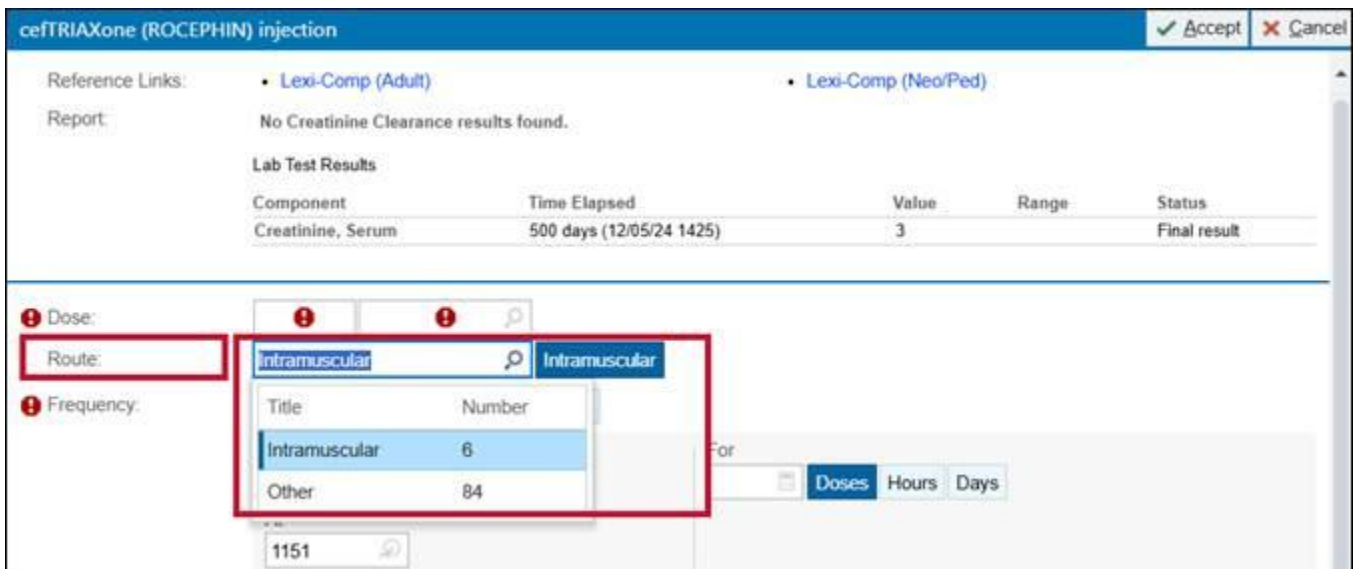 cefTRIAXone (ROCEPHIN) injection Accept Cancel
Reference Links: • Lexi-Comp (Adult) • Lexi-Comp (Neo/Ped)
Report: No Creatinine Clearance results found.
Lab Test Results
Component Time Elapsed Value Range Status
Creatinine, Serum 500 days (12/05/24 1425) 3 Final result
Dose:
Route: Intramuscular Intramuscular
Frequency:
Title Number
Intramuscular 6
For
Doses Hours Days
Other 84
1151